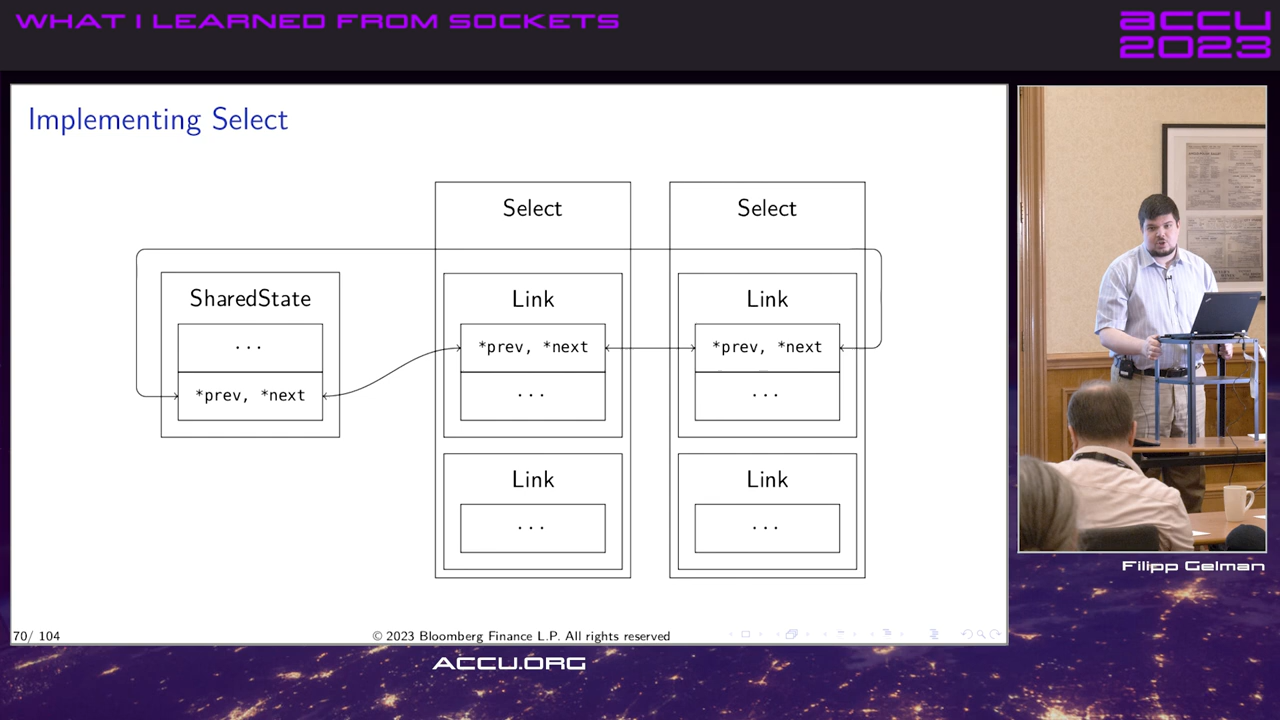 WHAT I LEARNED FROM SOCKETS
ACCU
2023
Implementing Select
Select
Select
SharedState
...
*prev, *next
Link
*prev, *next
...
Link
*prev, *next
...
Link
...
Link
...
70/ 104
© 2023 Bloomberg Finance L.P. All rights reserved
Filipp Gelman
ACCU.ORG